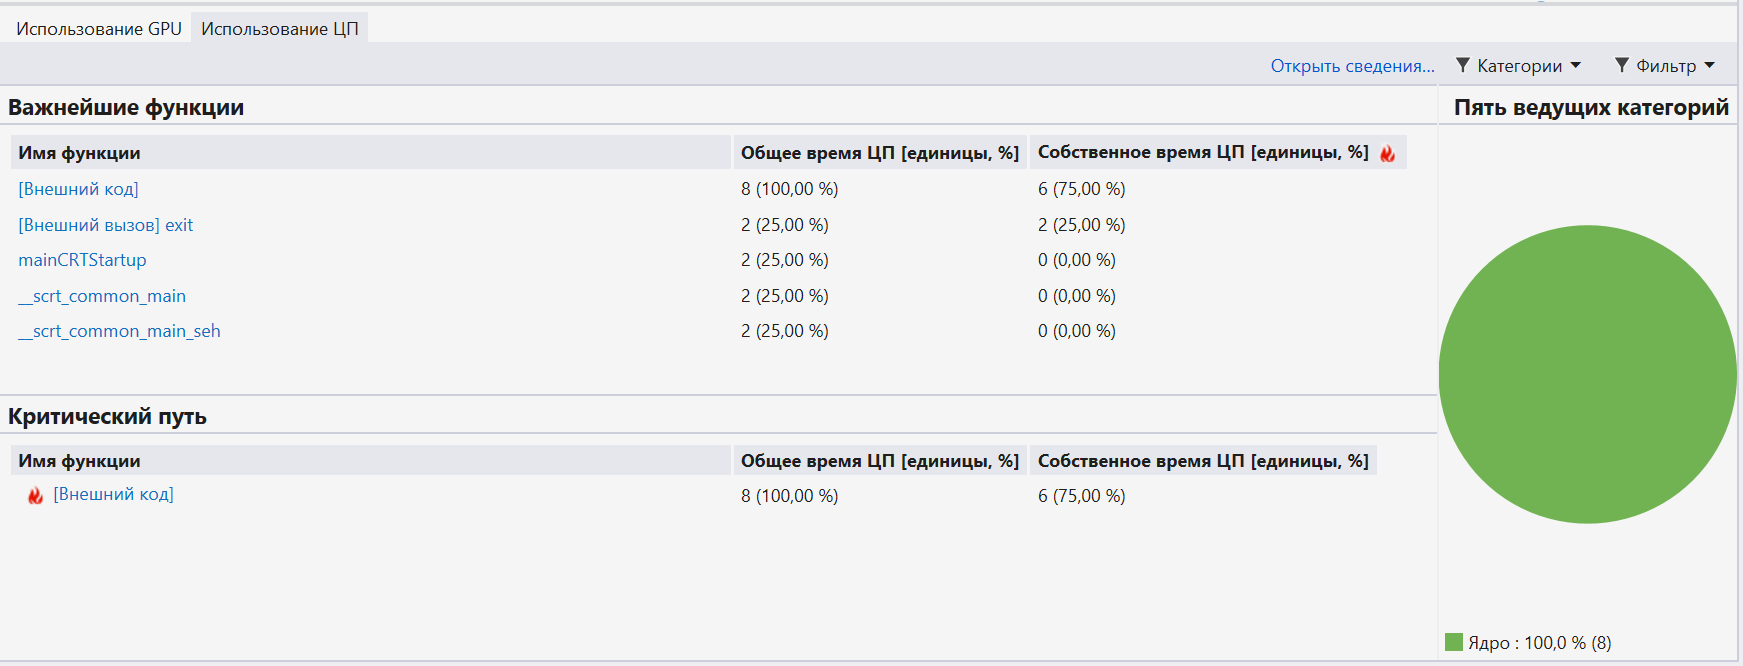 Использование GPU Использование ЦП
Открыть сведения... Категории Фильтр
Важнейшие функции
Имя функции Общее время ЦП [единицы, %] Собственное время ЦП [единицы, %]
[Внешний код] 8 (100,00 %) 6 (75,00 %)
[Внешний вызов] exit 2 (25,00 %) 2 (25,00 %)
mainCRTStartup 2 (25,00 %) 0 (0,00 %)
__scrt_common_main 2 (25,00 %) 0 (0,00 %)
__scrt_common_main_seh 2 (25,00 %) 0 (0,00 %)
Критический путь
Имя функции Общее время ЦП [единицы, %] Собственное время ЦП [единицы, %]
[Внешний код] 8 (100,00 %) 6 (75,00 %)
Пять ведущих категорий
Ядро : 100,0 % (8)